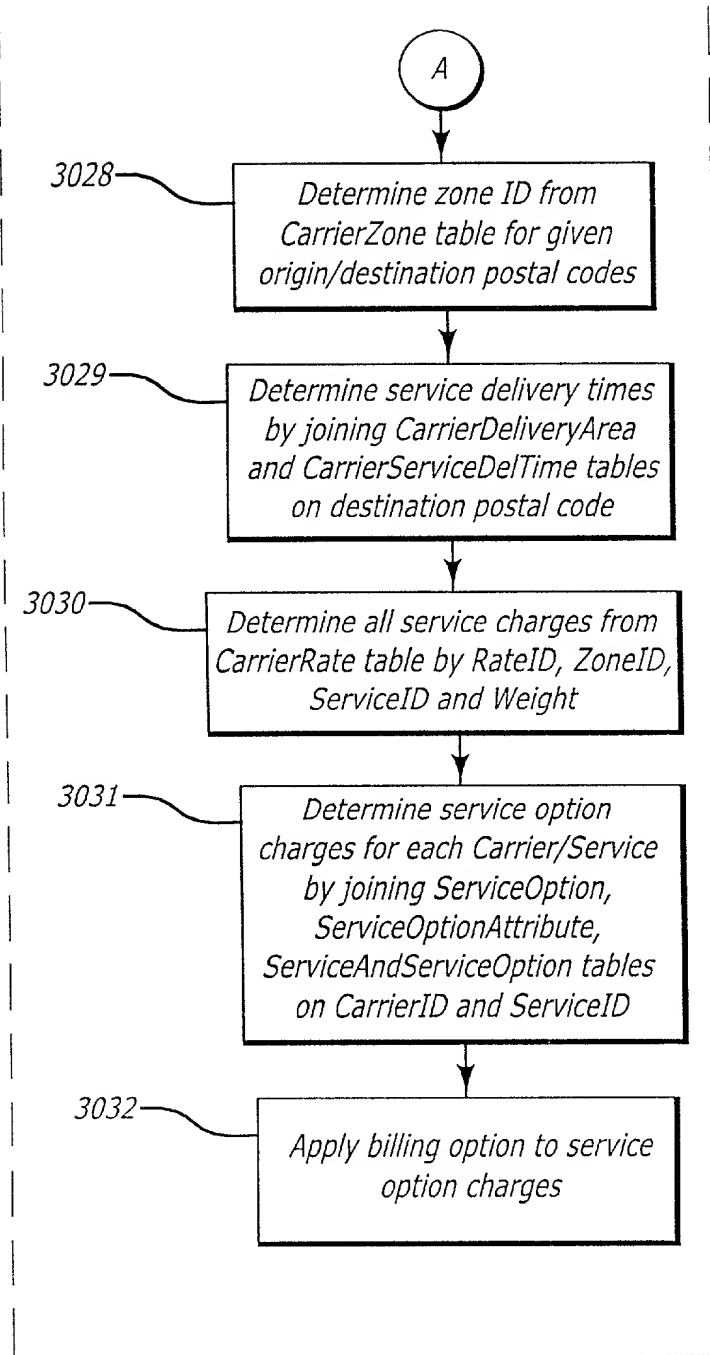 A
3028
Determine zone ID from
CarrierZone table for given
origin/destination postal codes
3029
Determine service delivery times
by joining CarrierDeliveryArea
and CarrierServiceDelTime tables
on destination postal code
3030
Determine all service charges from
CarrierRate table by RateID, ZoneID,
ServiceID and Weight
3031
Determine service option
charges for each Carrier/Service
by joining ServiceOption,
ServiceOptionAttribute,
ServiceAndServiceOption tables
on CarrierID and ServiceID
3032
Apply billing option to service
option charges